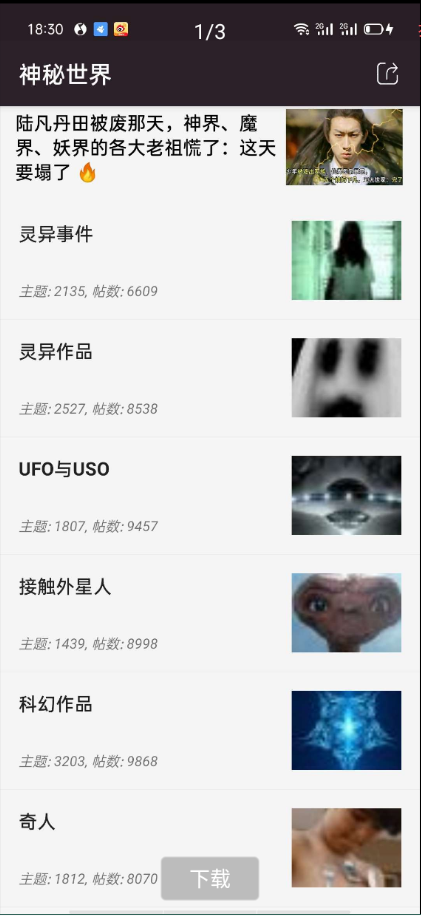 18:30
1/3
2G 2G
神秘世界
陆凡丹田被废那天，神界、魔
界、妖界的各大老祖慌了：这天
要塌了 🔥
灵异事件
主题: 2135, 帖数: 6609
灵异作品
主题: 2527, 帖数: 8538
UFO与USO
主题: 1807, 帖数: 9457
接触外星人
主题: 1439, 帖数: 8998
科幻作品
主题: 3203, 帖数: 9868
奇人
主题: 1812, 帖数: 8070
下载